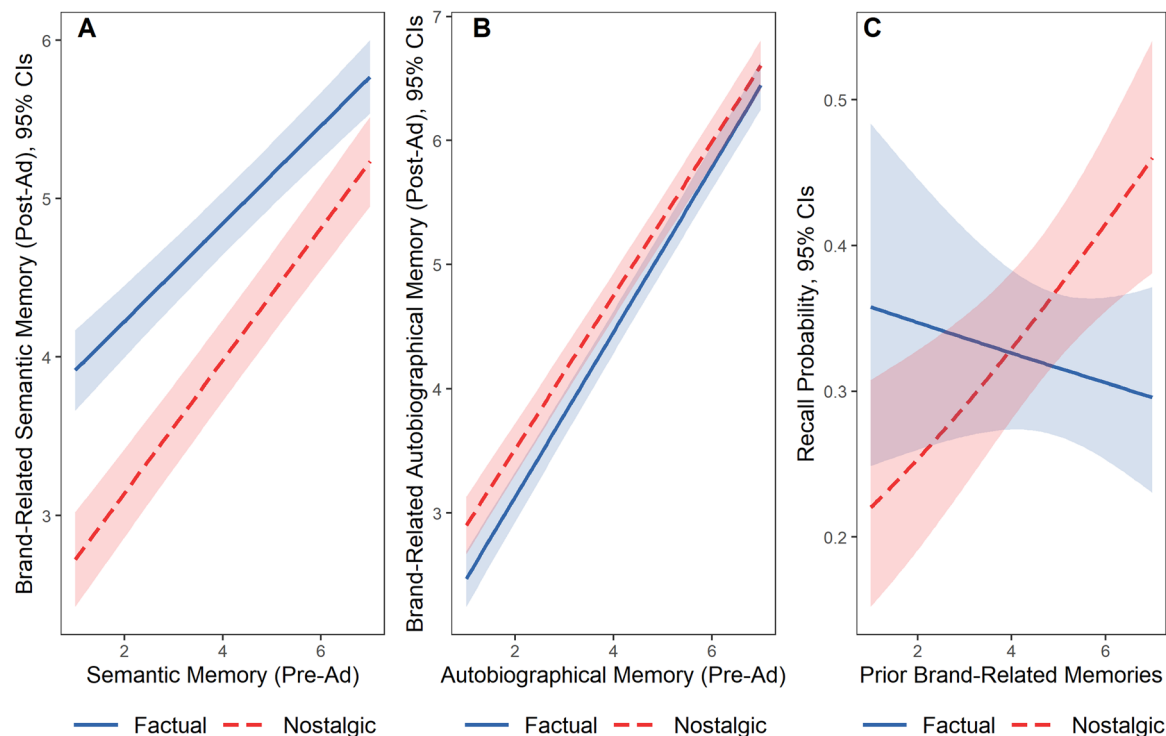 A
Brand-Related Semantic Memory (Post-Ad), 95% CIs
6
5
4
3
2 4 6
Semantic Memory (Pre-Ad)
Factual Nostalgic
B
Brand-Related Autobiographical Memory (Post-Ad), 95% CIs
7
6
5
4
3
2 4 6
Autobiographical Memory (Pre-Ad)
Factual Nostalgic
C
Recall Probability, 95% CIs
0.5
0.4
0.3
0.2
2 4 6
Prior Brand-Related Memories
Factual Nostalgic